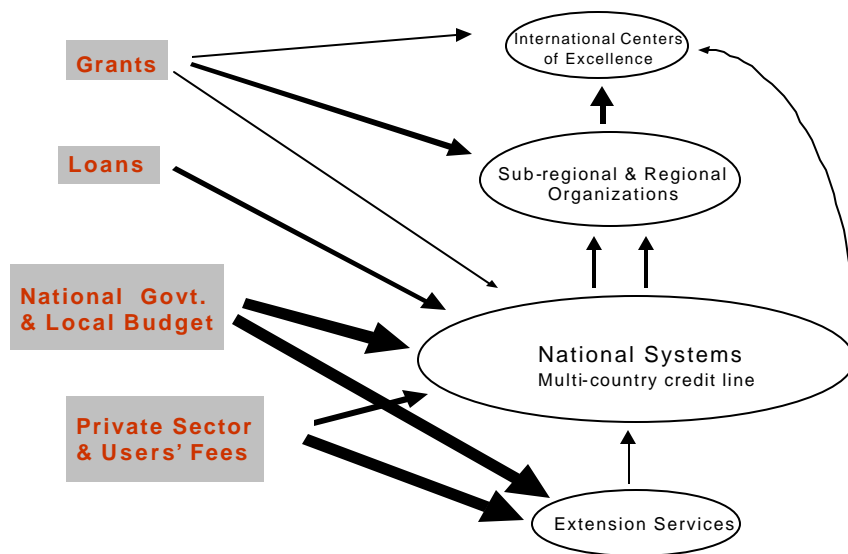 Grants
Loans
National Govt.
& Local Budget
Private Sector
& Users’ Fees
International Centers
of Excellence
Sub-regional & Regional
Organizations
National Systems
Multi-country credit line
Extension Services